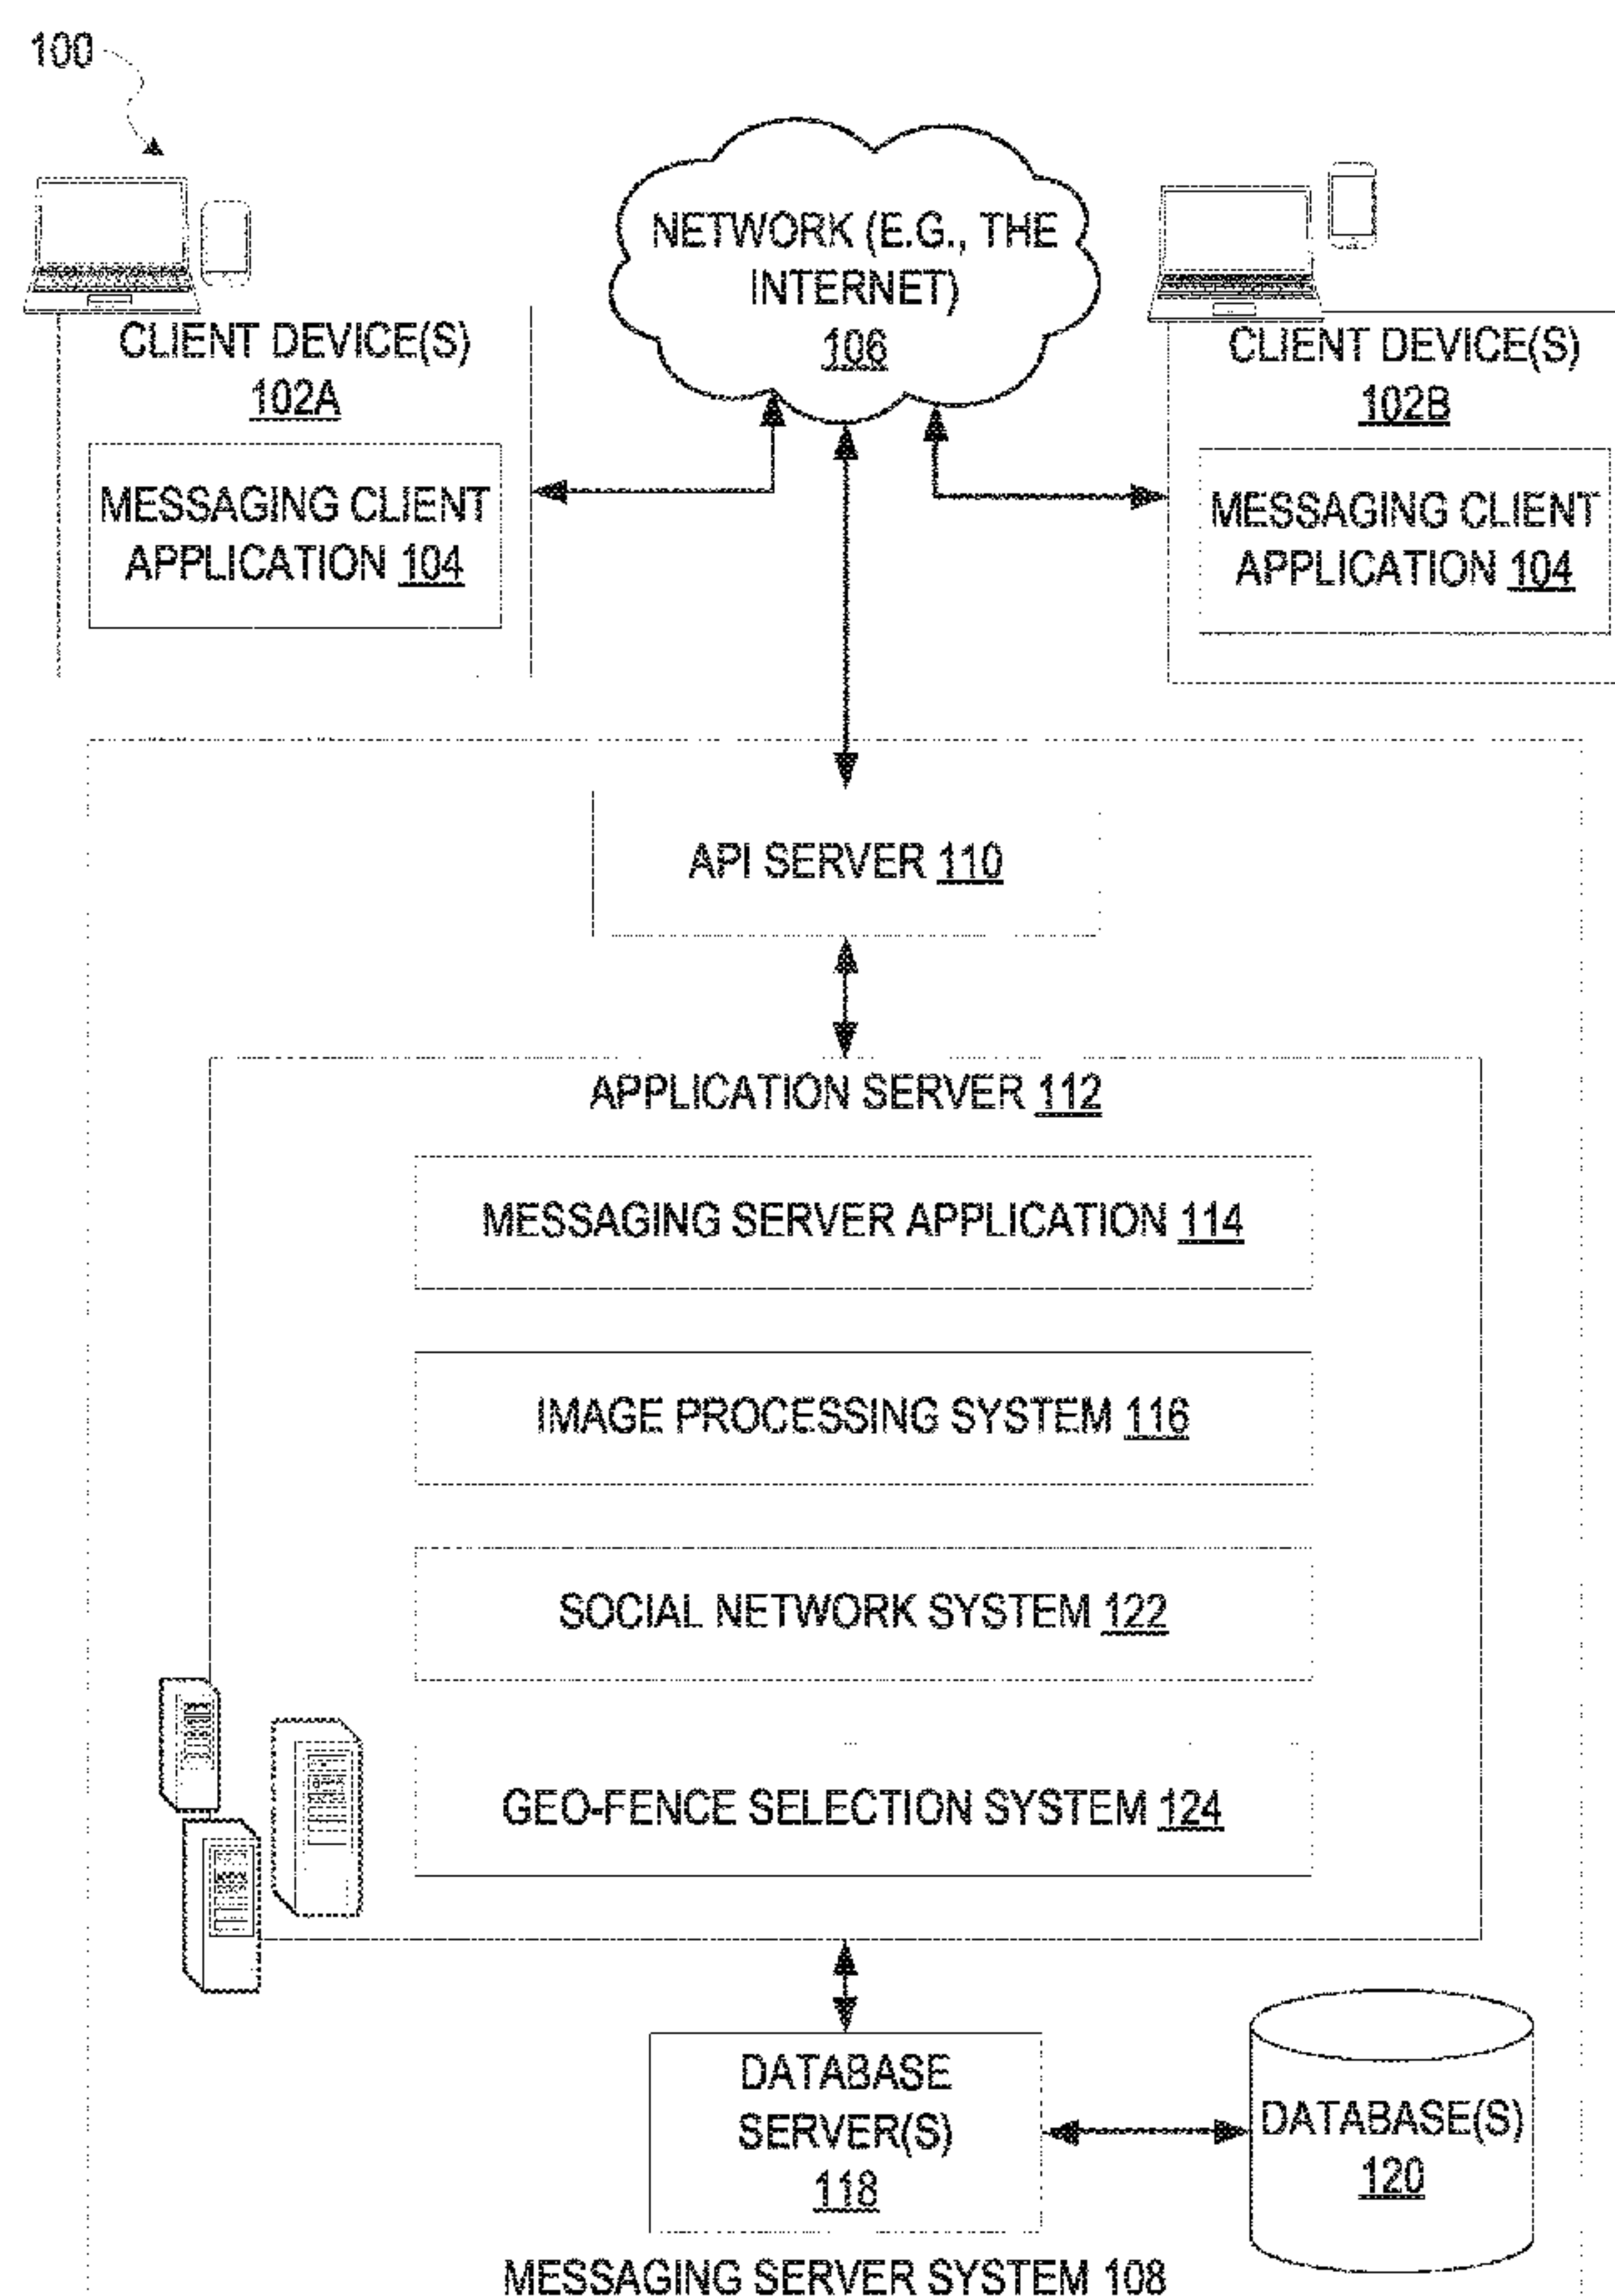 100
NETWORK (E.G., THE
INTERNET)
106
CLIENT DEVICE(S)
102A
MESSAGING CLIENT
APPLICATION 104
CLIENT DEVICE(S)
102B
MESSAGING CLIENT
APPLICATION 104
API SERVER 110
APPLICATION SERVER 112
MESSAGING SERVER APPLICATION 114
IMAGE PROCESSING SYSTEM 116
SOCIAL NETWORK SYSTEM 122
GEO-FENCE SELECTION SYSTEM 124
DATABASE
SERVER(S)
118
DATABASE(S)
120
MESSAGING SERVER SYSTEM 108